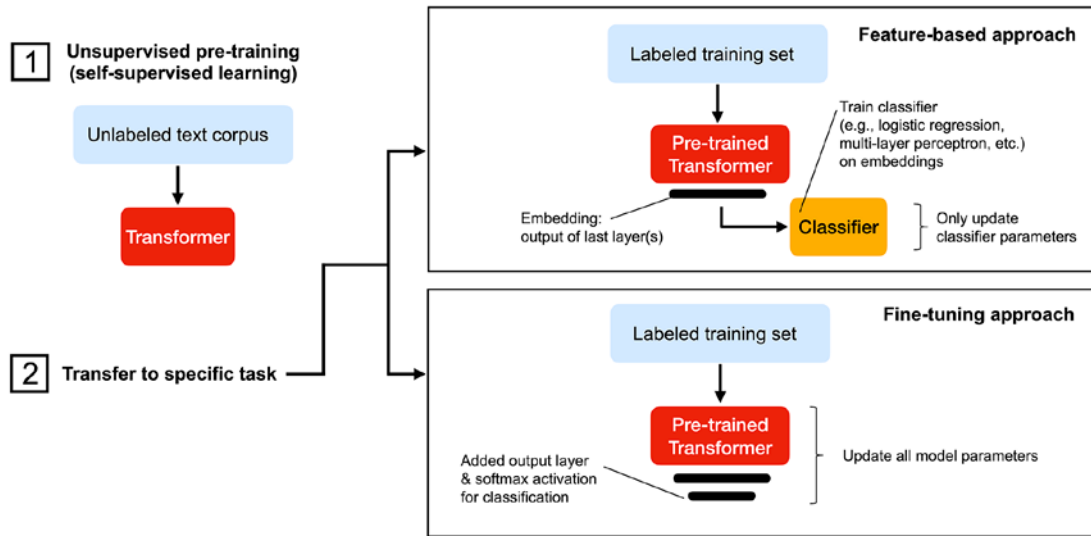 1
Unsupervised pre-training
(self-supervised learning)
Unlabeled text corpus
Transformer
2
Transfer to specific task
Feature-based approach
Labeled training set
Pre-trained
Transformer
Train classifier
(e.g., logistic regression,
multi-layer perceptron, etc.)
on embeddings
Embedding:
output of last layer(s)
Classifier
Only update
classifier parameters
Fine-tuning approach
Labeled training set
Pre-trained
Transformer
Added output layer
& softmax activation
for classification
Update all model parameters